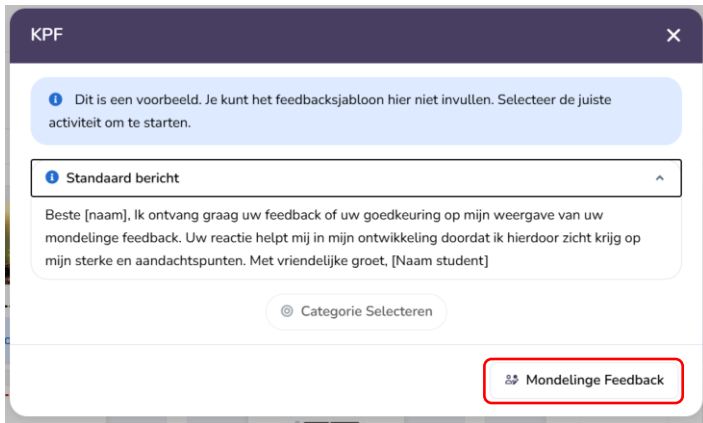 KPF
Dit is een voorbeeld. Je kunt het feedbacksjabloon hier niet invullen. Selecteer de juiste
activiteit om te starten.
Standaard bericht
Beste [naam], Ik ontvang graag uw feedback of uw goedkeuring op mijn weergave van uw
mondelinge feedback. Uw reactie helpt mij in mijn ontwikkeling doordat ik hierdoor zicht krijg op
mijn sterke en aandachtspunten. Met vriendelijke groet, [Naam student]
Categorie Selecteren
Mondelinge Feedback